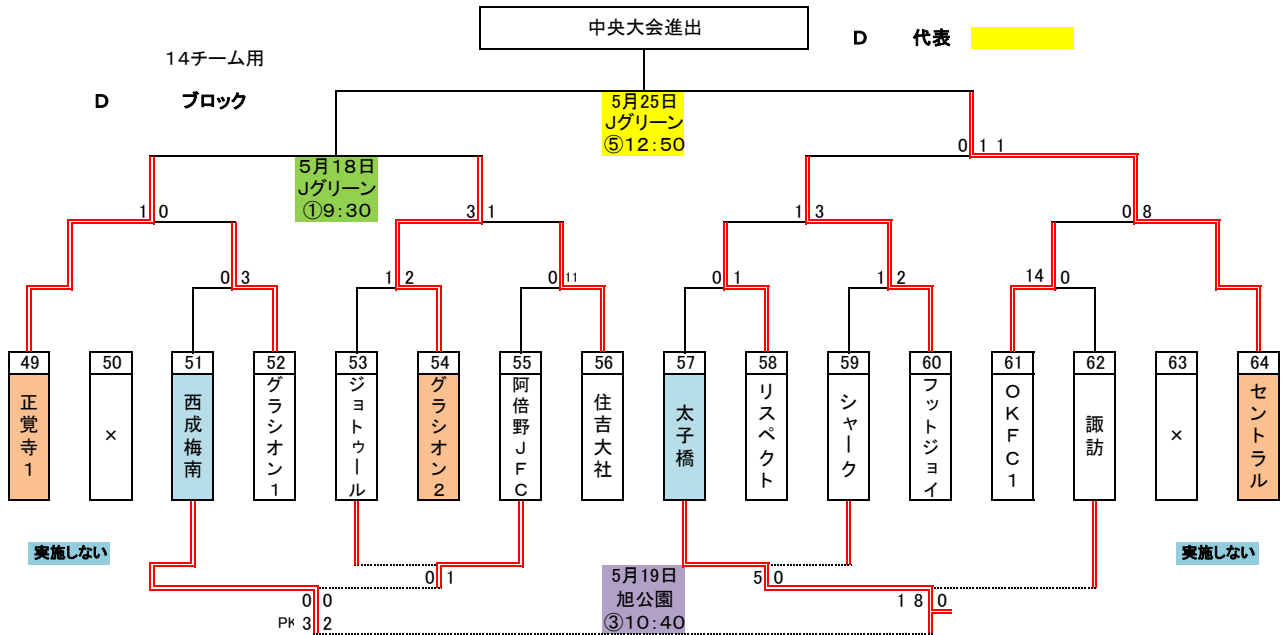 中央大会進出
D 代表
14チーム用
D ブロック
5月25日
Jグリーン
⑤12:50
0 1 1
5月18日
Jグリーン
①9:30
1 0
3 1
1 3
0 8
0 3
1 2
0 11
0 1
1 2
14 0
49 50 51 52 53 54 55 56 57 58 59 60 61 62 63 64
正覚寺1
×
西成梅南
グラシオン1
ジョトゥール
グラシオン2
阿倍野JFC
住吉大社
太子橋
リスペクト
シャーク
フットジョイ
OKFC1
諏訪
×
セントラル
実施しない
実施しない
0 1
5月19日
旭公園
③10:40
5 0
0 0
PK 3 2
1 8 0